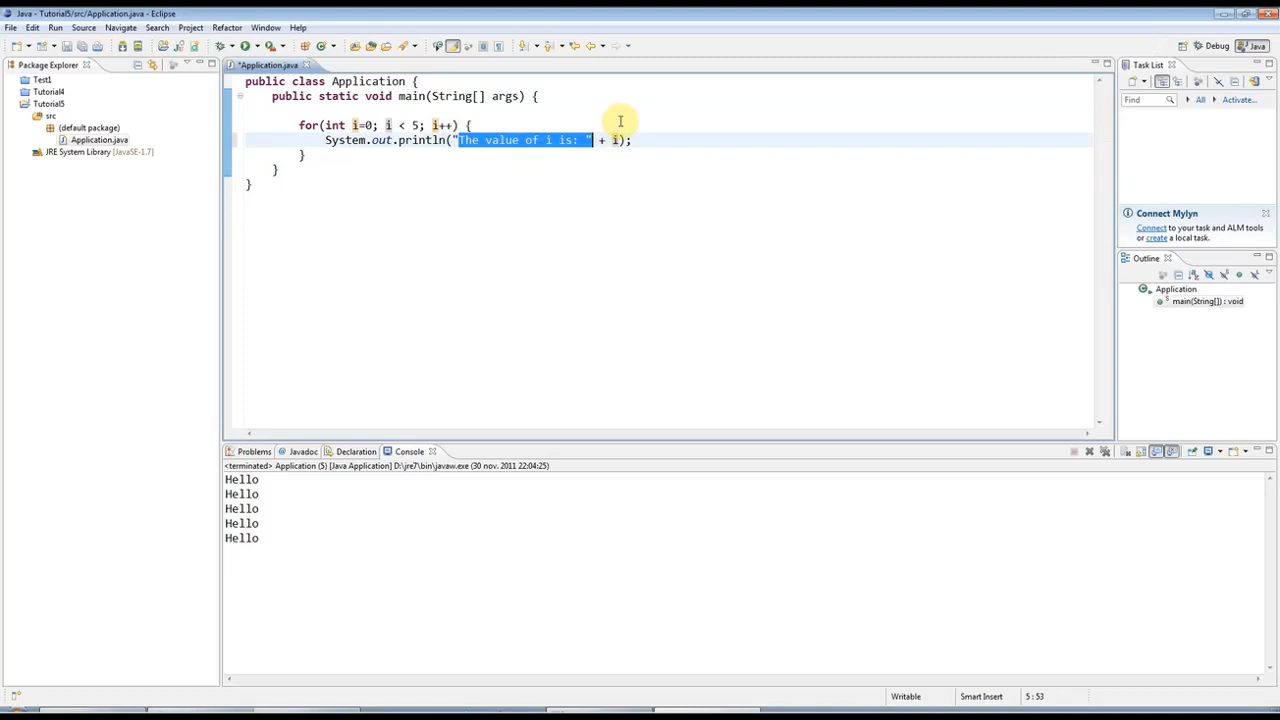 Java - Tutorial5/src/Application.java - Eclipse
File Edit Run Source Navigate Search Project Refactor Window Help
Debug Java
Package Explorer
*Application.java
Task List
Test1
Tutorial4
Tutorial5
src
(default package)
Application.java
JRE System Library [JavaSE-1.7]
public class Application {
public static void main(String[] args) {
for(int i=0; i < 5; i++) {
System.out.println("The value of i is: " + i);
}
}
}
Find All Activate...
Connect Mylyn
Connect to your task and ALM tools
or create a local task.
Outline
Application
main(String[]) : void
Problems Javadoc Declaration Console
<terminated> Application (5) [Java Application] D:\jre7\bin\javaw.exe (30 nov. 2011 22:04:25)
Hello
Hello
Hello
Hello
Hello
Writable Smart Insert 5 : 53